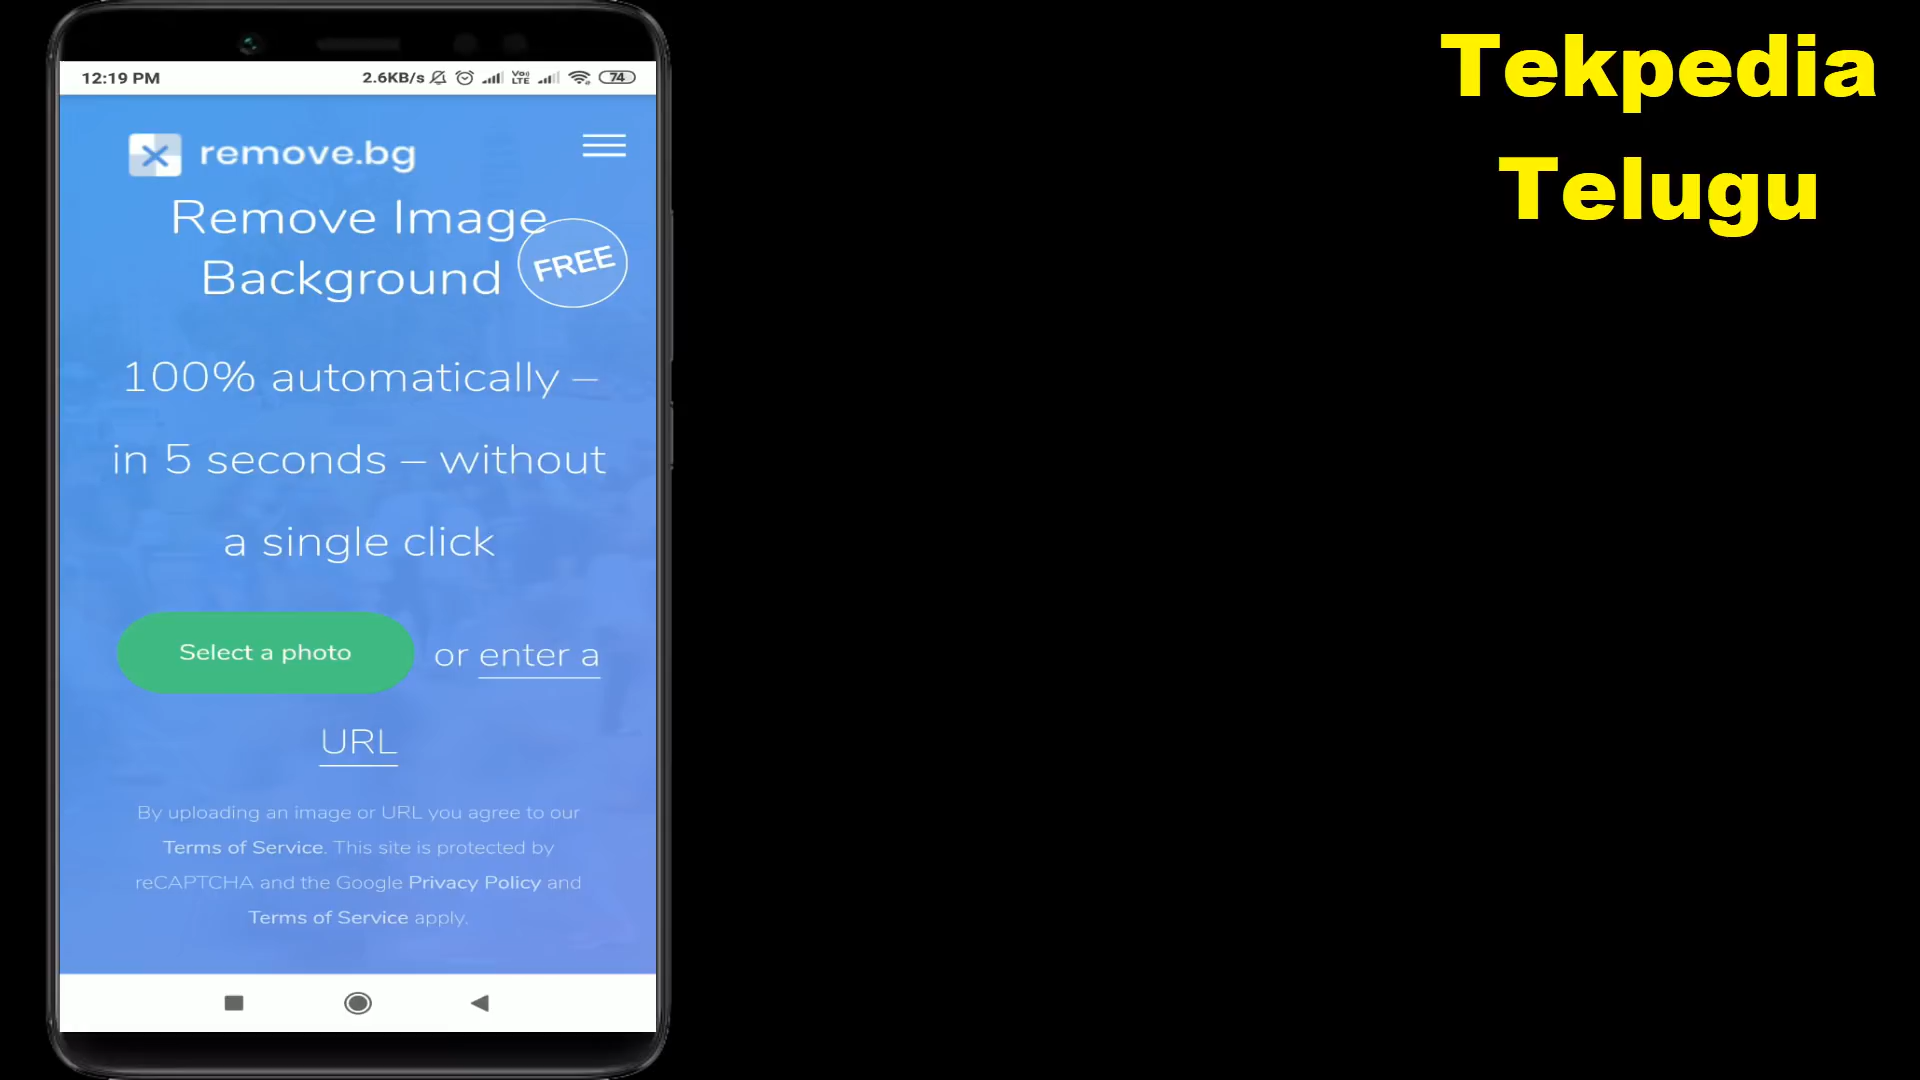 12:19 PM 2.6KB/s Vo)) LTE 74
remove.bg
Remove Image
Background
FREE
100% automatically –
in 5 seconds – without
a single click
Select a photo or enter a
URL
By uploading an image or URL you agree to our
Terms of Service. This site is protected by
reCAPTCHA and the Google Privacy Policy and
Terms of Service apply.
Tekpedia
Telugu